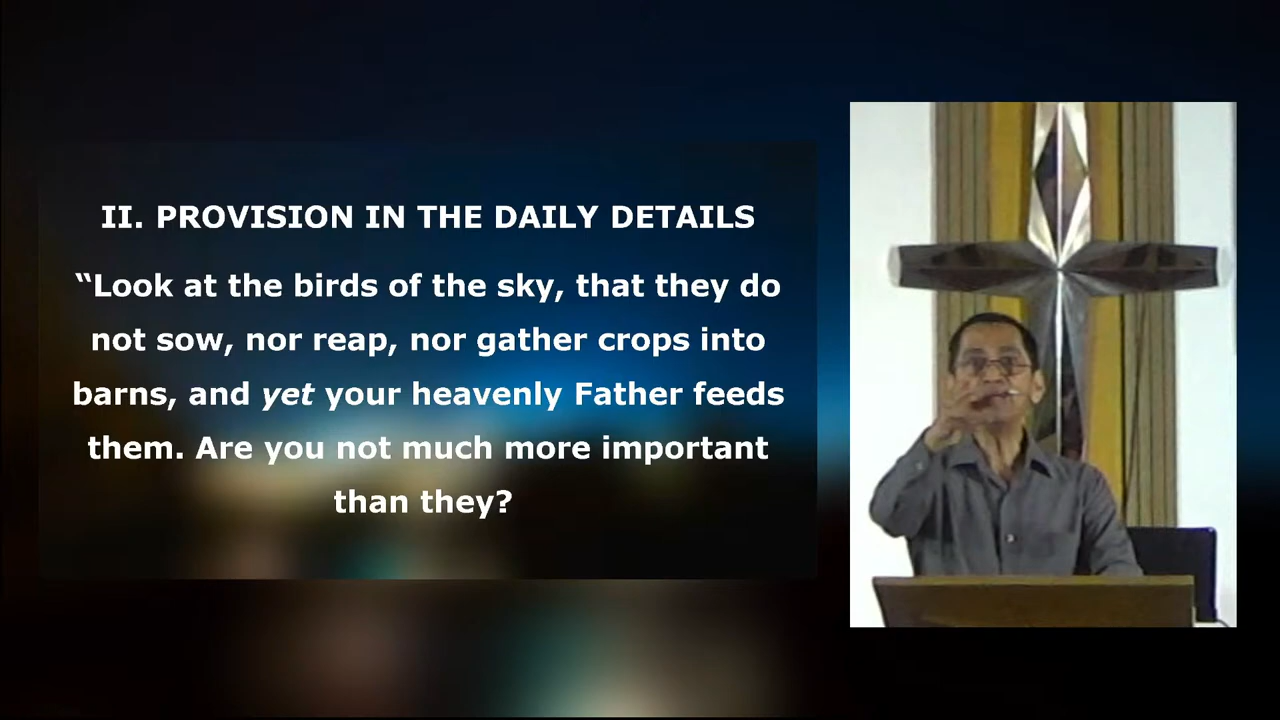 II. PROVISION IN THE DAILY DETAILS
“Look at the birds of the sky, that they do
not sow, nor reap, nor gather crops into
barns, and yet your heavenly Father feeds
them. Are you not much more important
than they?